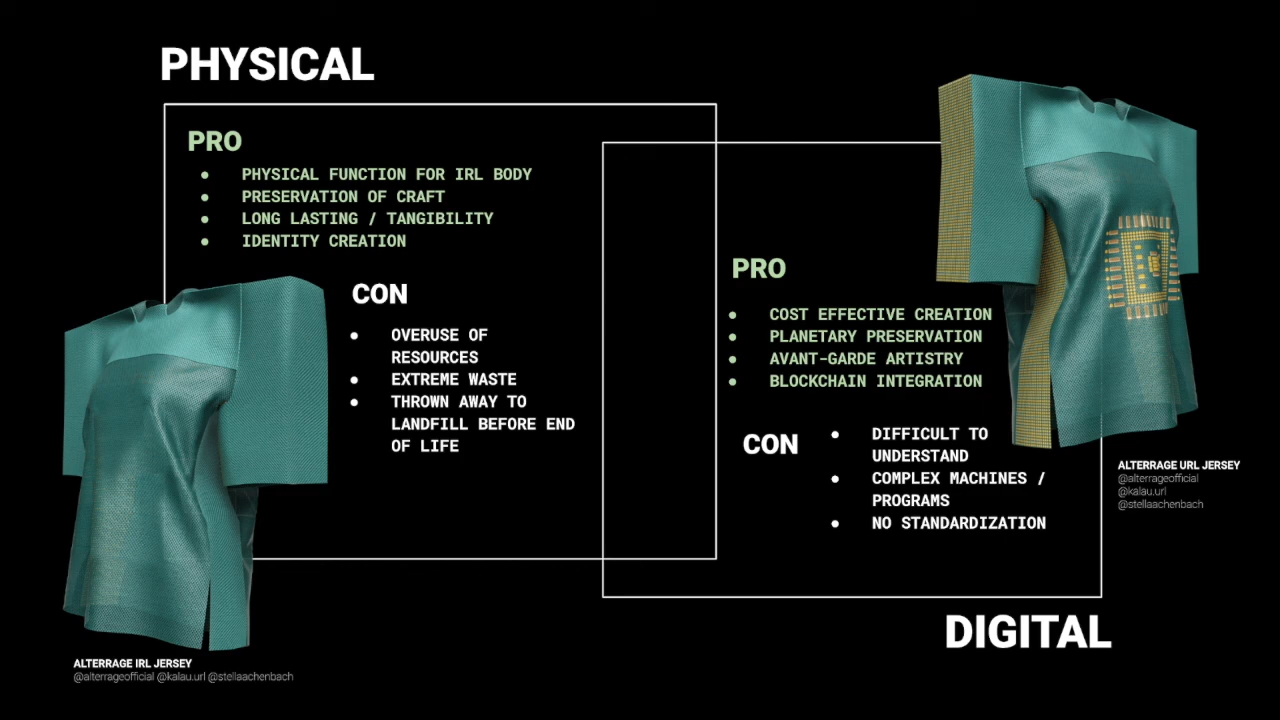 PHYSICAL
PRO
● PHYSICAL FUNCTION FOR IRL BODY
● PRESERVATION OF CRAFT
● LONG LASTING / TANGIBILITY
● IDENTITY CREATION
CON
● OVERUSE OF
RESOURCES
● EXTREME WASTE
● THROWN AWAY TO
LANDFILL BEFORE END
OF LIFE
ALTERRAGE IRL JERSEY
@alterrageofficial @kalau.url @stellaachenbach
PRO
● COST EFFECTIVE CREATION
● PLANETARY PRESERVATION
● AVANT-GARDE ARTISTRY
● BLOCKCHAIN INTEGRATION
CON
● DIFFICULT TO
UNDERSTAND
● COMPLEX MACHINES /
PROGRAMS
● NO STANDARDIZATION
ALTERRAGE URL JERSEY
@alterrageofficial
@kalau.url
@stellaachenbach
DIGITAL